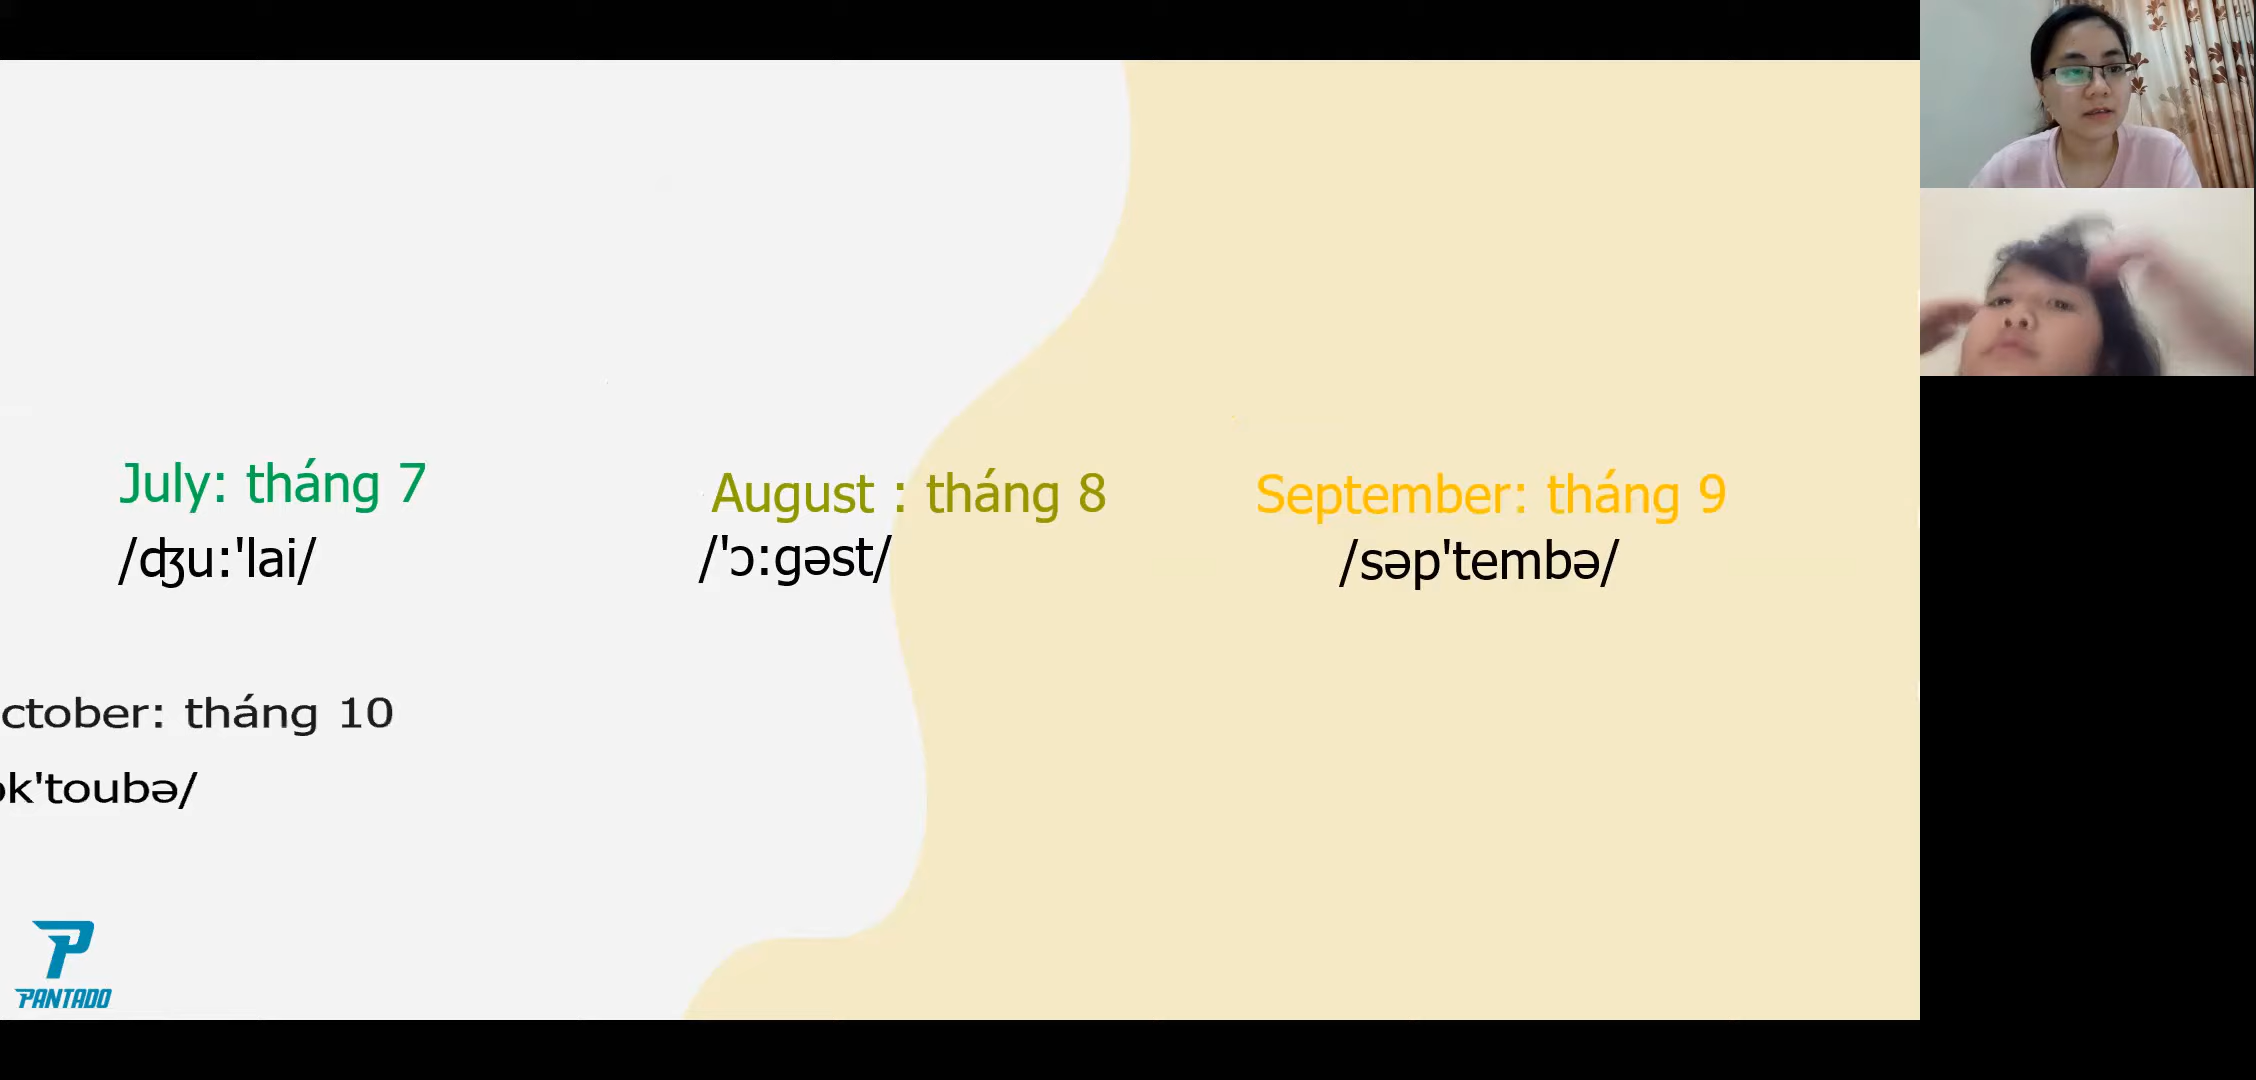 July: tháng 7
/ʤu:'lai/
August : tháng 8
/'ɔ:gəst/
September: tháng 9
/səp'tembə/
ctober: tháng 10
ɔk'toubə/
PANTADO